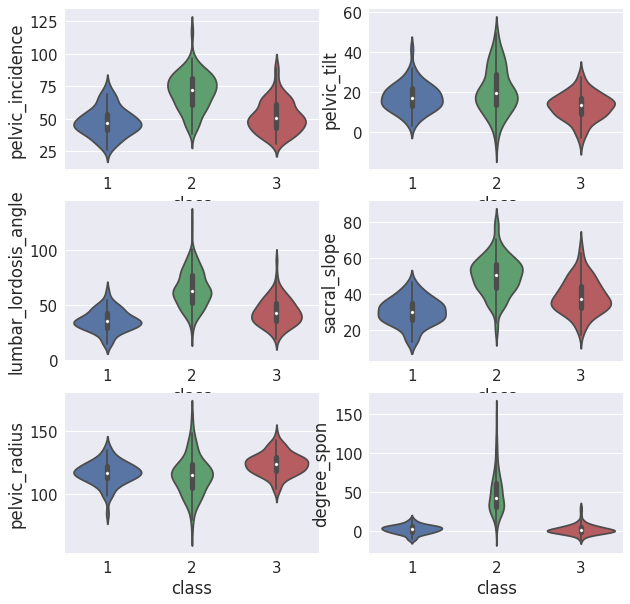 pelvic_incidence
125
100
75
50
25
1 2 3
class
pelvic_tilt
60
40
20
0
1 2 3
class
lumbar_lordosis_angle
100
50
0
1 2 3
class
sacral_slope
80
60
40
20
1 2 3
class
pelvic_radius
150
100
1 2 3
class
degree_spon
150
100
50
0
1 2 3
class